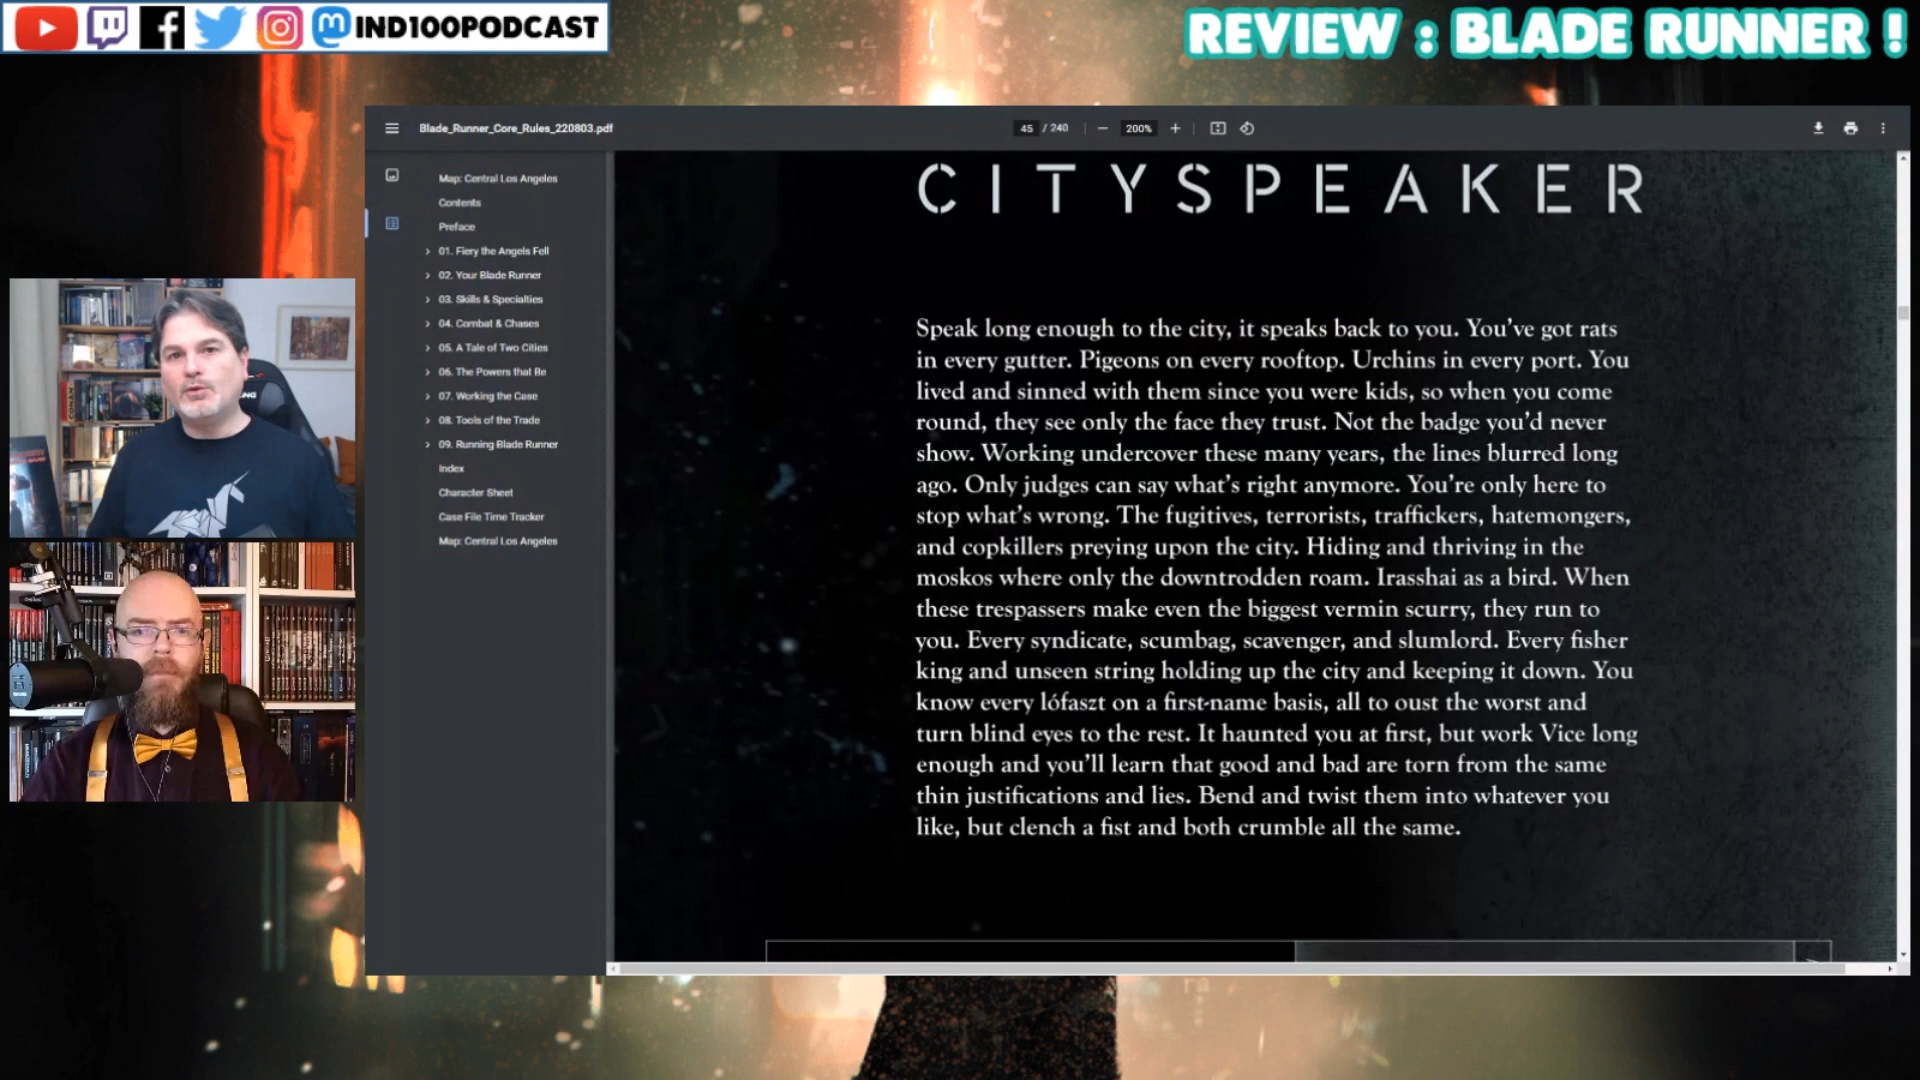 IND100PODCAST
REVIEW : BLADE RUNNER !
Blade_Runner_Core_Rules_220803.pdf
45 / 240
200%
Map: Central Los Angeles
Contents
Preface
01. Fiery the Angels Fell
02. Your Blade Runner
03. Skills & Specialties
04. Combat & Chases
05. A Tale of Two Cities
06. The Powers that Be
07. Working the Case
08. Tools of the Trade
09. Running Blade Runner
Index
Character Sheet
Case File Time Tracker
Map: Central Los Angeles
CITYSPEAKER
Speak long enough to the city, it speaks back to you. You’ve got rats
in every gutter. Pigeons on every rooftop. Urchins in every port. You
lived and sinned with them since you were kids, so when you come
round, they see only the face they trust. Not the badge you’d never
show. Working undercover these many years, the lines blurred long
ago. Only judges can say what’s right anymore. You’re only here to
stop what’s wrong. The fugitives, terrorists, traffickers, hatemongers,
and copkillers preying upon the city. Hiding and thriving in the
moskos where only the downtrodden roam. Irasshai as a bird. When
these trespassers make even the biggest vermin scurry, they run to
you. Every syndicate, scumbag, scavenger, and slumlord. Every fisher
king and unseen string holding up the city and keeping it down. You
know every lófaszt on a first-name basis, all to oust the worst and
turn blind eyes to the rest. It haunted you at first, but work Vice long
enough and you’ll learn that good and bad are torn from the same
thin justifications and lies. Bend and twist them into whatever you
like, but clench a fist and both crumble all the same.